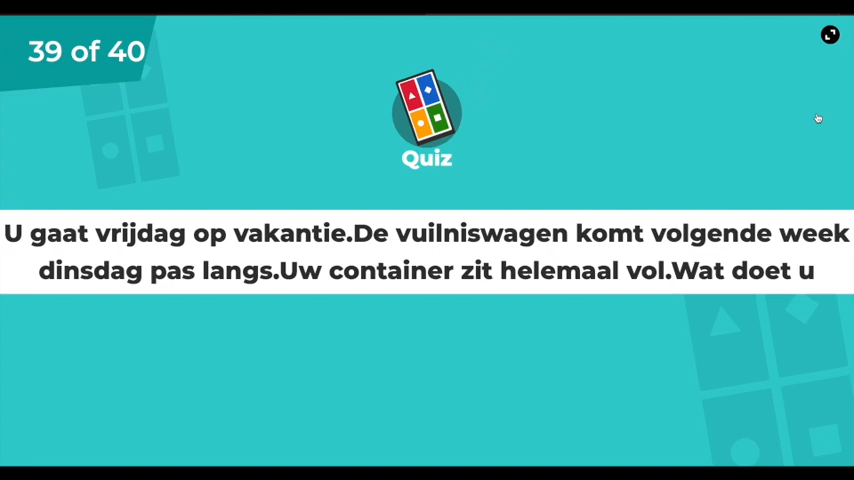 39 of 40
Quiz
U gaat vrijdag op vakantie.De vuilniswagen komt volgende week
dinsdag pas langs.Uw container zit helemaal vol.Wat doet u